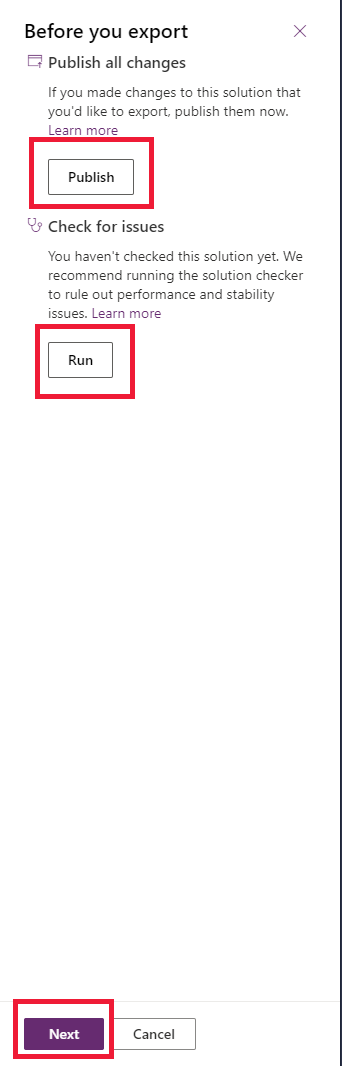 Before you export
Publish all changes
If you made changes to this solution that
you'd like to export, publish them now.
Learn more
Publish
Check for issues
You haven't checked this solution yet. We
recommend running the solution checker
to rule out performance and stability
issues. Learn more
Run
Next Cancel